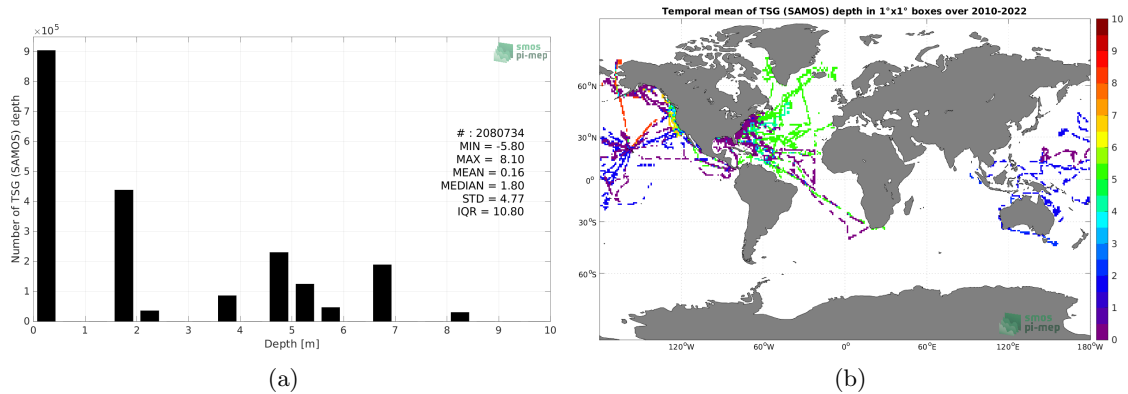 ×10⁵
9
8
7
6
5
4
3
2
1
0
Number of TSG (SAMOS) depth
smos
pi-mep
# : 2080734
MIN = -5.80
MAX = 8.10
MEAN = 0.16
MEDIAN = 1.80
STD = 4.77
IQR = 10.80
0 1 2 3 4 5 6 7 8 9 10
Depth [m]
(a)
Temporal mean of TSG (SAMOS) depth in 1°x1° boxes over 2010-2022
60°N
30°N
0°
30°S
60°S
120°W 60°W 0° 60°E 120°E 180°W
smos
pi-mep
10
9
8
7
6
5
4
3
2
1
0
(b)